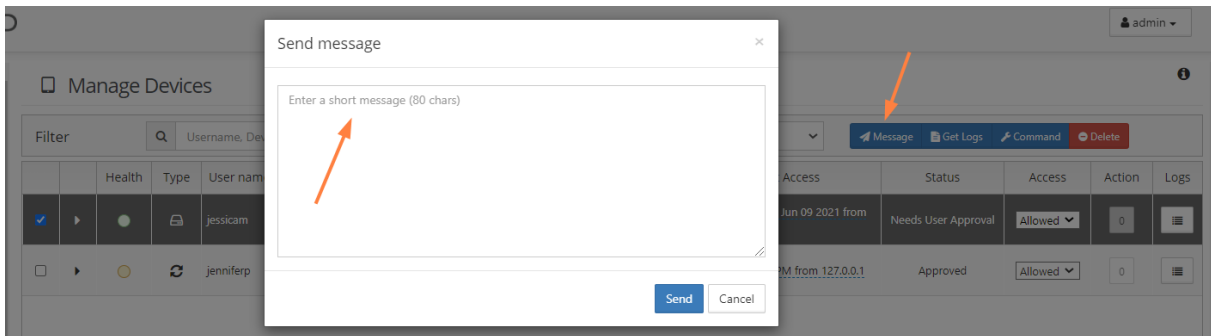 admin
Send message
×
Manage Devices
Enter a short message (80 chars)
Filter
Username, Dev
Message
Get Logs
Command
Delete
Health
Type
User nam
Access
Status
Access
Action
Logs
jessicam
Jun 09 2021 from
Needs User Approval
Allowed
0
jenniferp
PM from 127.0.0.1
Approved
Allowed
0
Send
Cancel